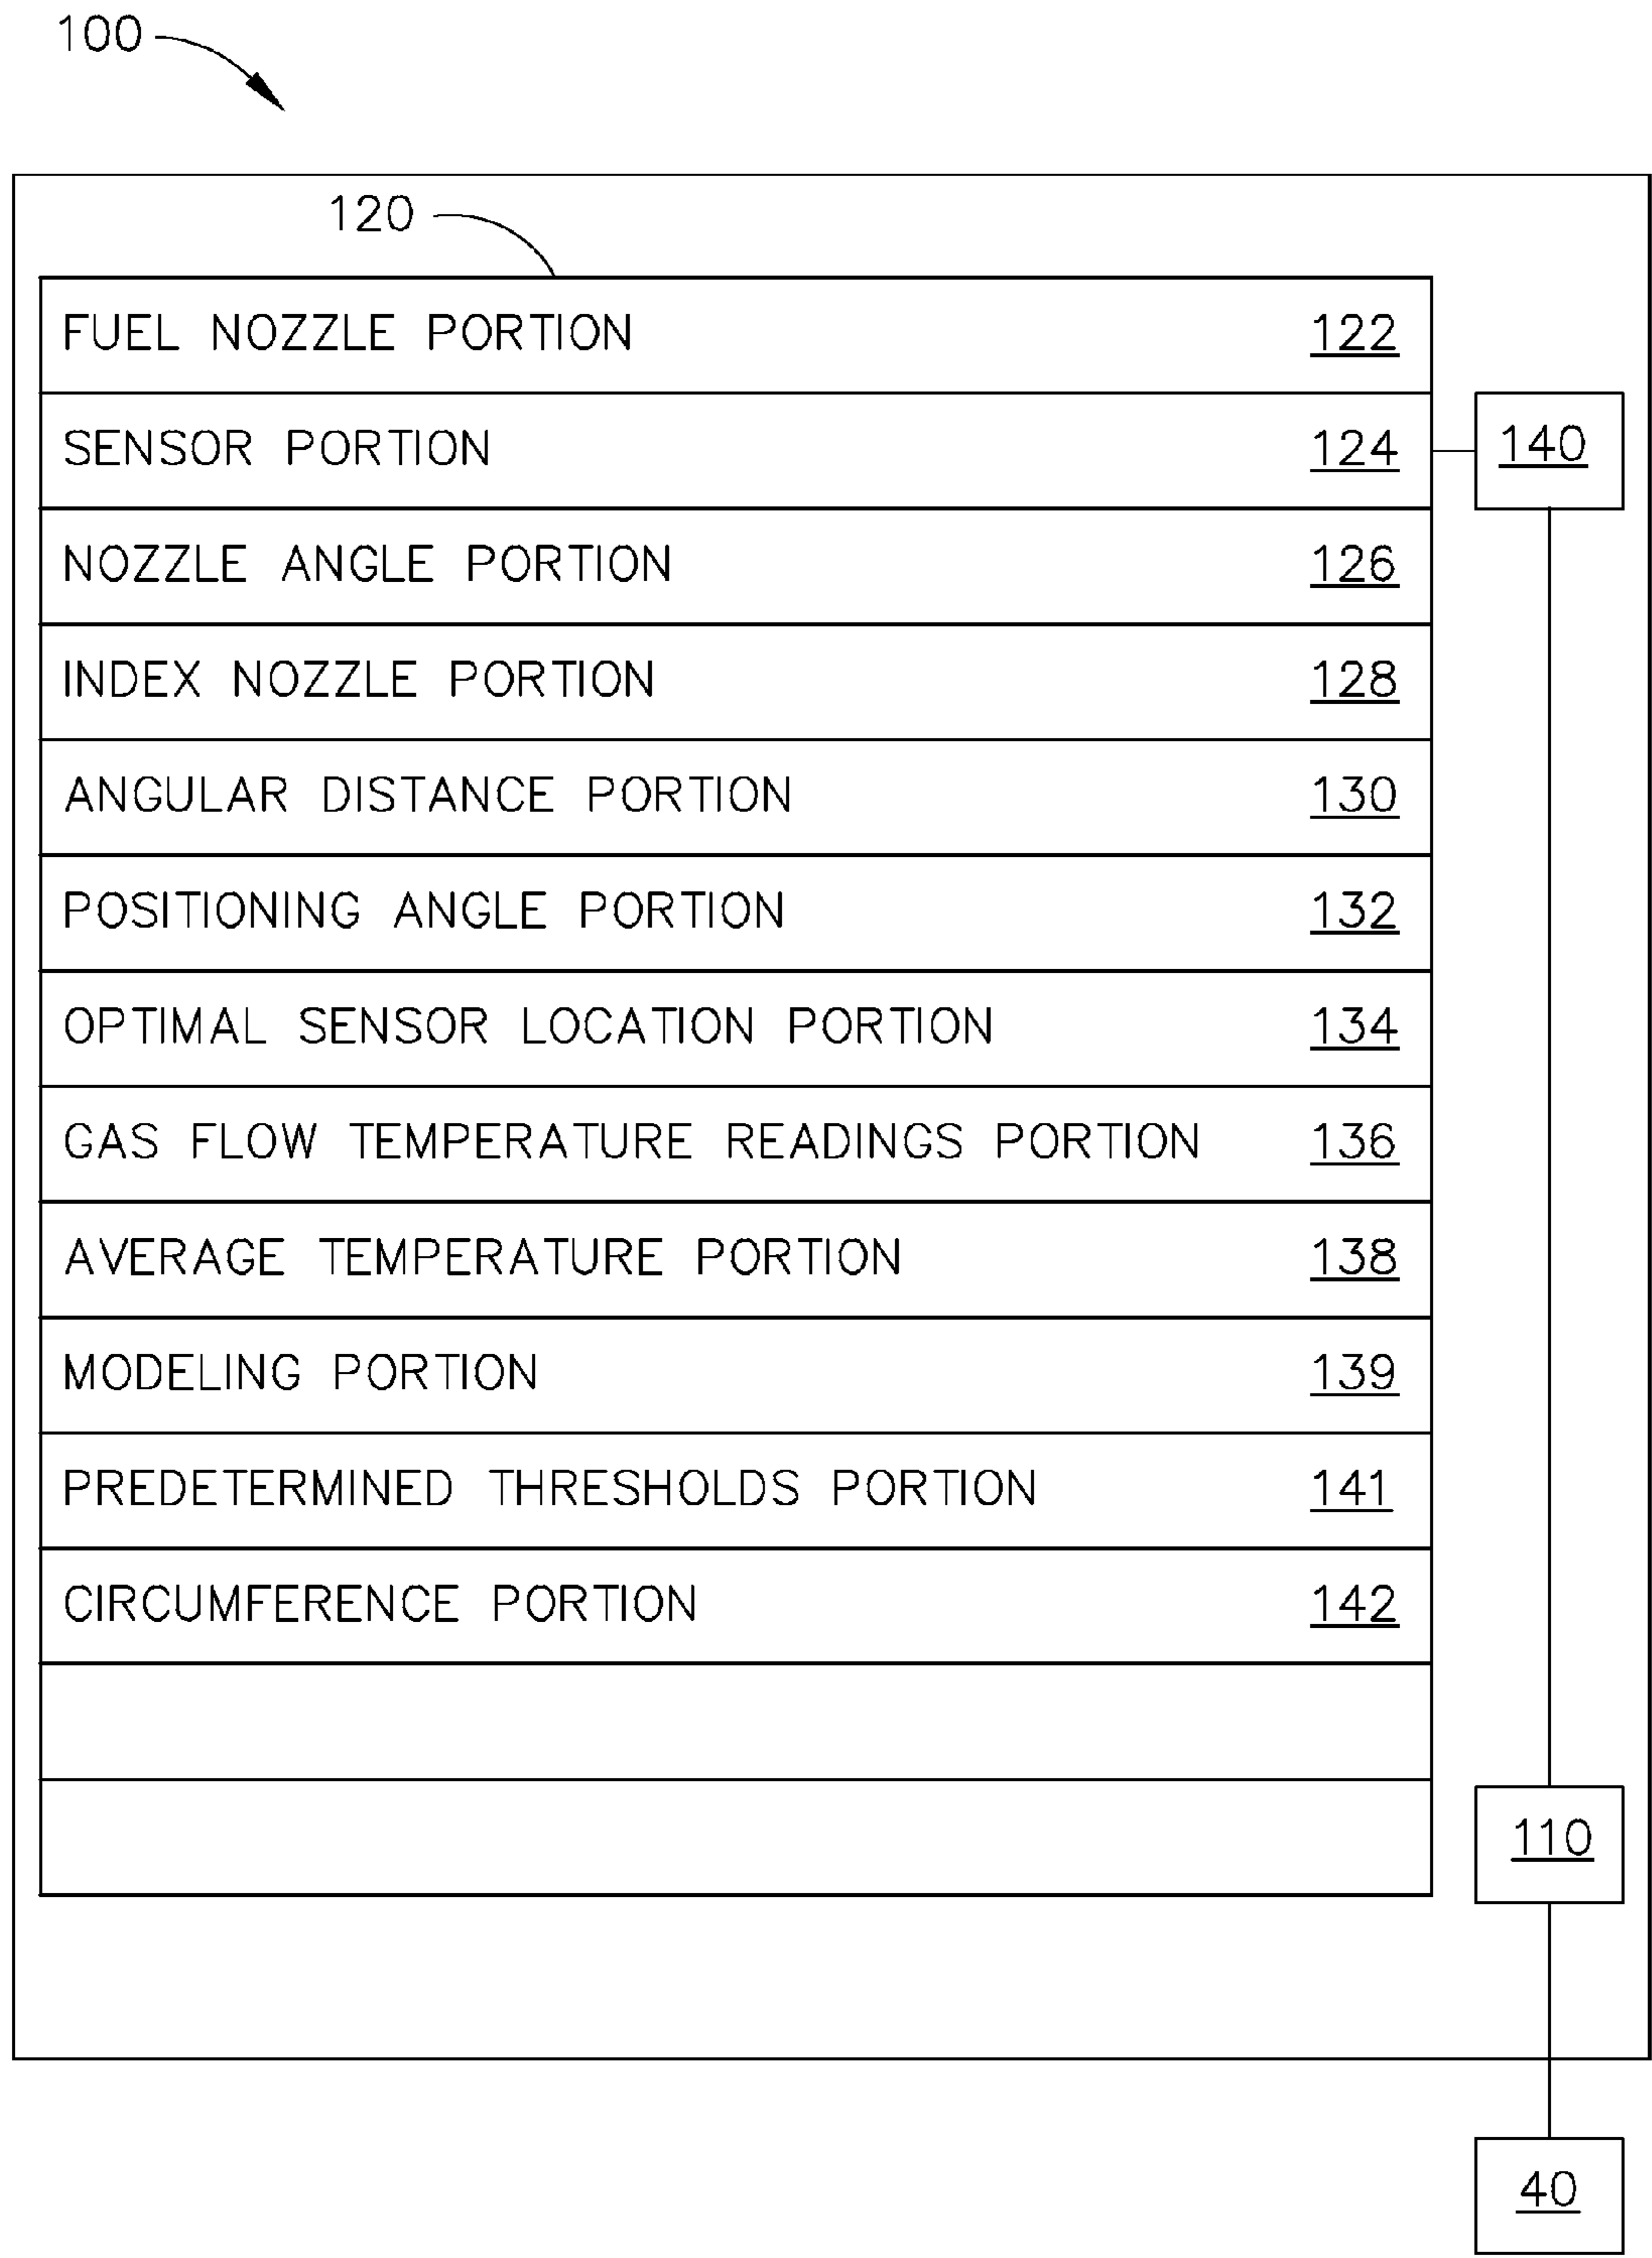 100
120
FUEL NOZZLE PORTION 122
SENSOR PORTION 124
140
NOZZLE ANGLE PORTION 126
INDEX NOZZLE PORTION 128
ANGULAR DISTANCE PORTION 130
POSITIONING ANGLE PORTION 132
OPTIMAL SENSOR LOCATION PORTION 134
GAS FLOW TEMPERATURE READINGS PORTION 136
AVERAGE TEMPERATURE PORTION 138
MODELING PORTION 139
PREDETERMINED THRESHOLDS PORTION 141
CIRCUMFERENCE PORTION 142
110
40